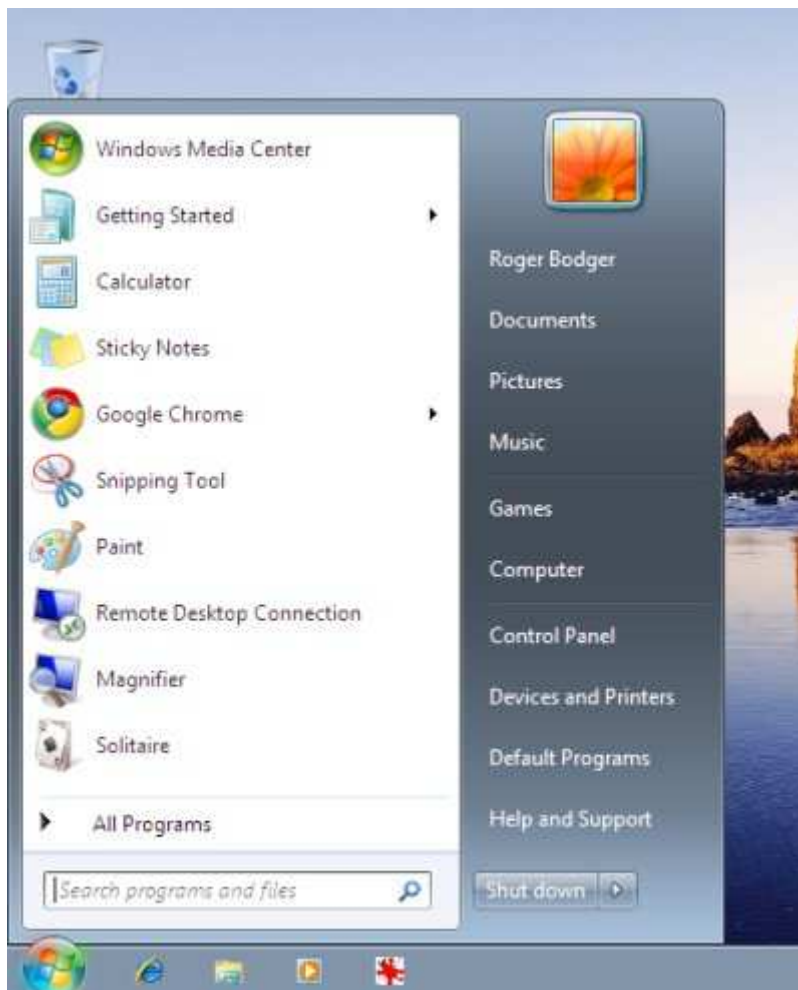 Windows Media Center
Getting Started
Calculator
Sticky Notes
Google Chrome
Snipping Tool
Paint
Remote Desktop Connection
Magnifier
Solitaire
All Programs
Search programs and files
Roger Bodger
Documents
Pictures
Music
Games
Computer
Control Panel
Devices and Printers
Default Programs
Help and Support
Shut down